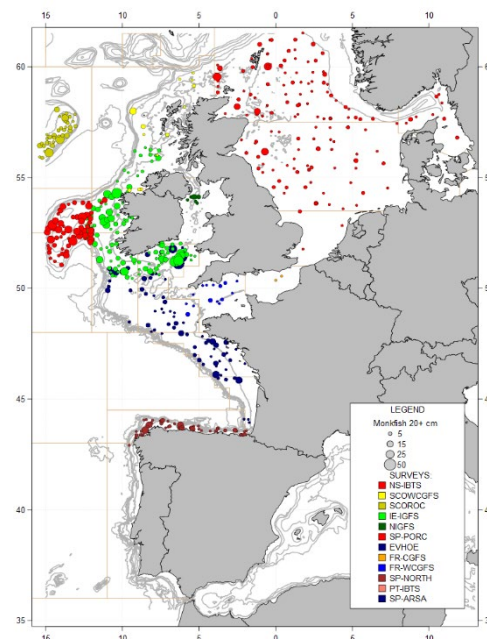 15 10 5 0 5 10
60
55
50
45
40
35
LEGEND
Monkfish 20+ cm
5
15
25
50
SURVEYS:
NS-IBTS
SCOWCGFS
SCOROC
IE-IGFS
NIGFS
SP-PORC
EVHOE
FR-CGFS
FR-WCGFS
SP-NORTH
PT-IBTS
SP-ARSA
15 10 5 0 5 10